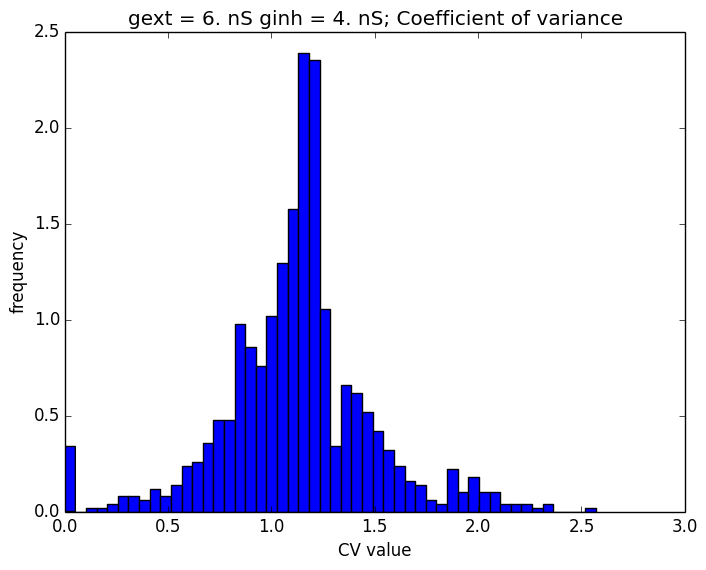 gext = 6. nS ginh = 4. nS; Coefficient of variance
2.5
2.0
1.5
1.0
0.5
0.0
frequency
0.0 0.5 1.0 1.5 2.0 2.5 3.0
CV value